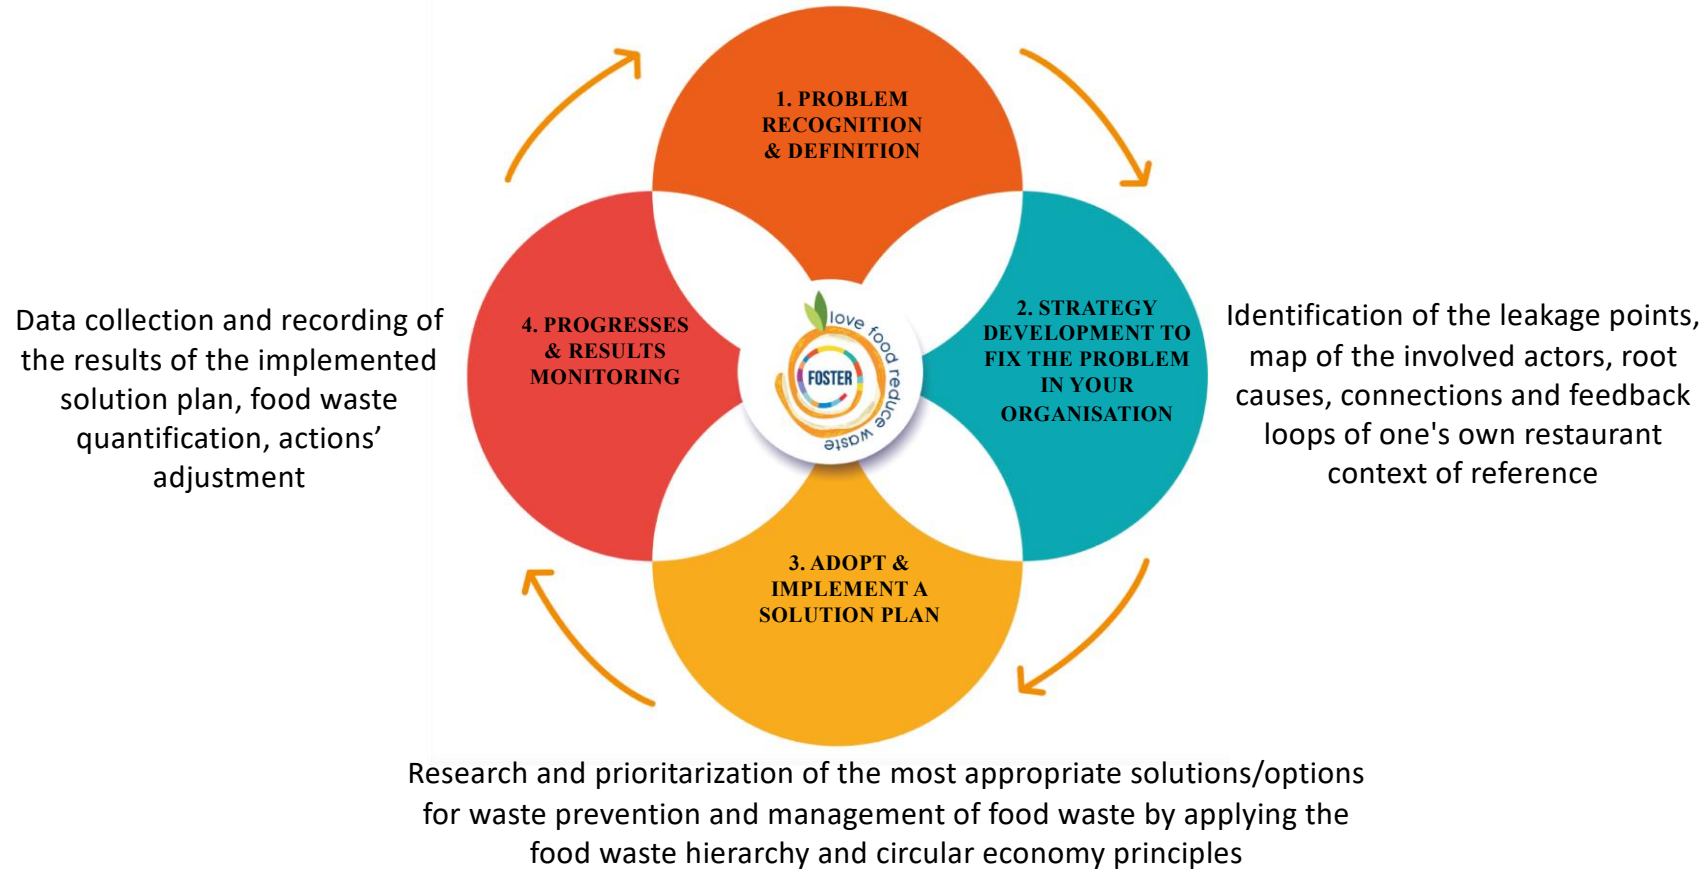 1. PROBLEM
RECOGNITION
& DEFINITION
2. STRATEGY
DEVELOPMENT TO
FIX THE PROBLEM
IN YOUR
ORGANISATION
Identification of the leakage points,
map of the involved actors, root
causes, connections and feedback
loops of one's own restaurant
context of reference
3. ADOPT &
IMPLEMENT A
SOLUTION PLAN
Research and prioritarization of the most appropriate solutions/options
for waste prevention and management of food waste by applying the
food waste hierarchy and circular economy principles
4. PROGRESSES
& RESULTS
MONITORING
Data collection and recording of
the results of the implemented
solution plan, food waste
quantification, actions’
adjustment
love food reduce waste
FOSTER